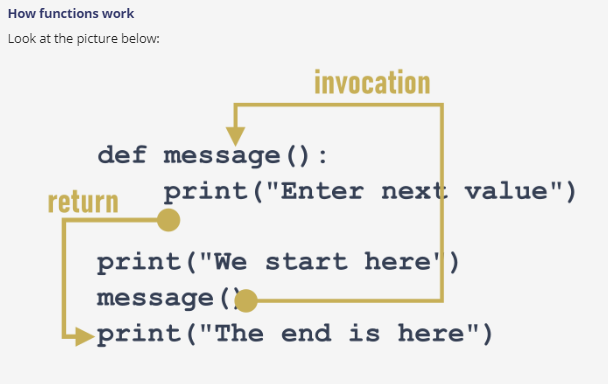 How functions work
Look at the picture below:
invocation
def message():
print("Enter next value")
return
print("We start here")
message()
print("The end is here")